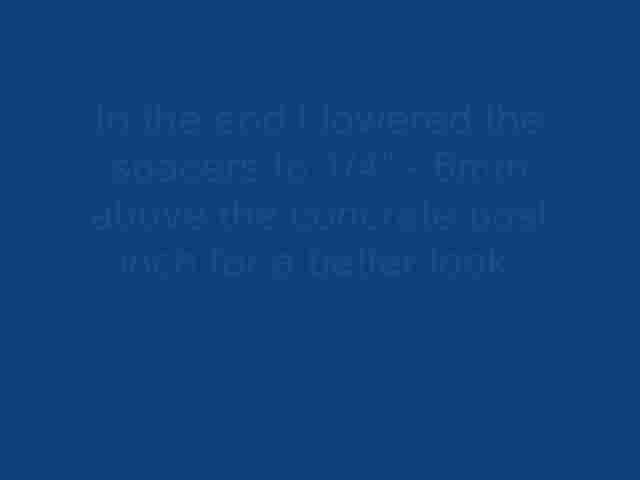 In the end I lowered the
spacers to 1/4" - 6mm
above the concrete post
inch for a better look